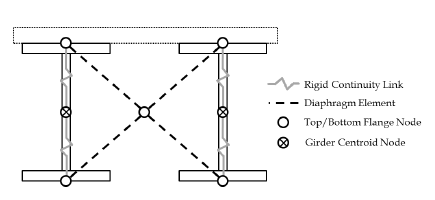 Rigid Continuity Link
Diaphragm Element
Top/Bottom Flange Node
Girder Centroid Node